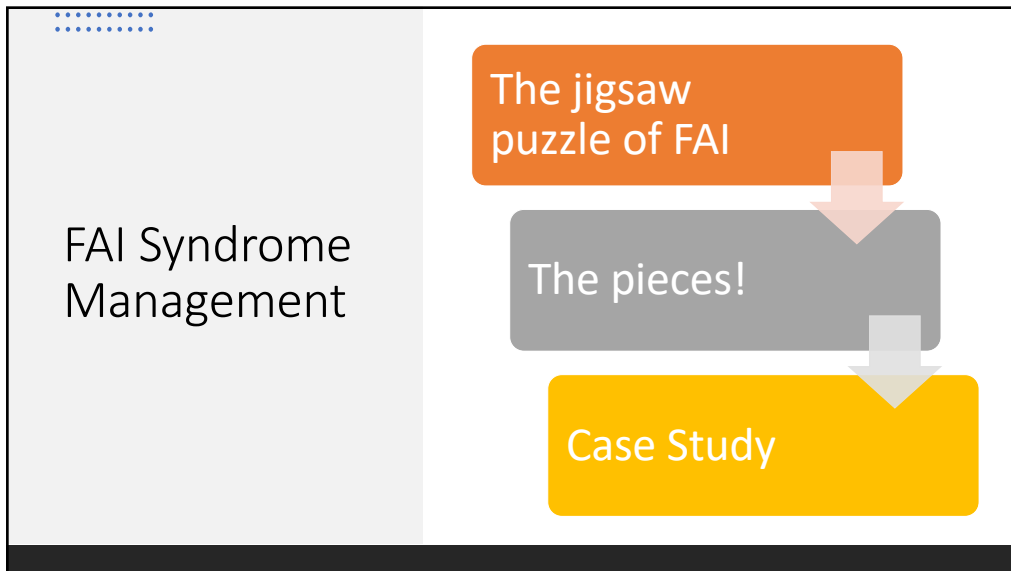 FAI Syndrome
Management
The jigsaw
puzzle of FAI
The pieces!
Case Study